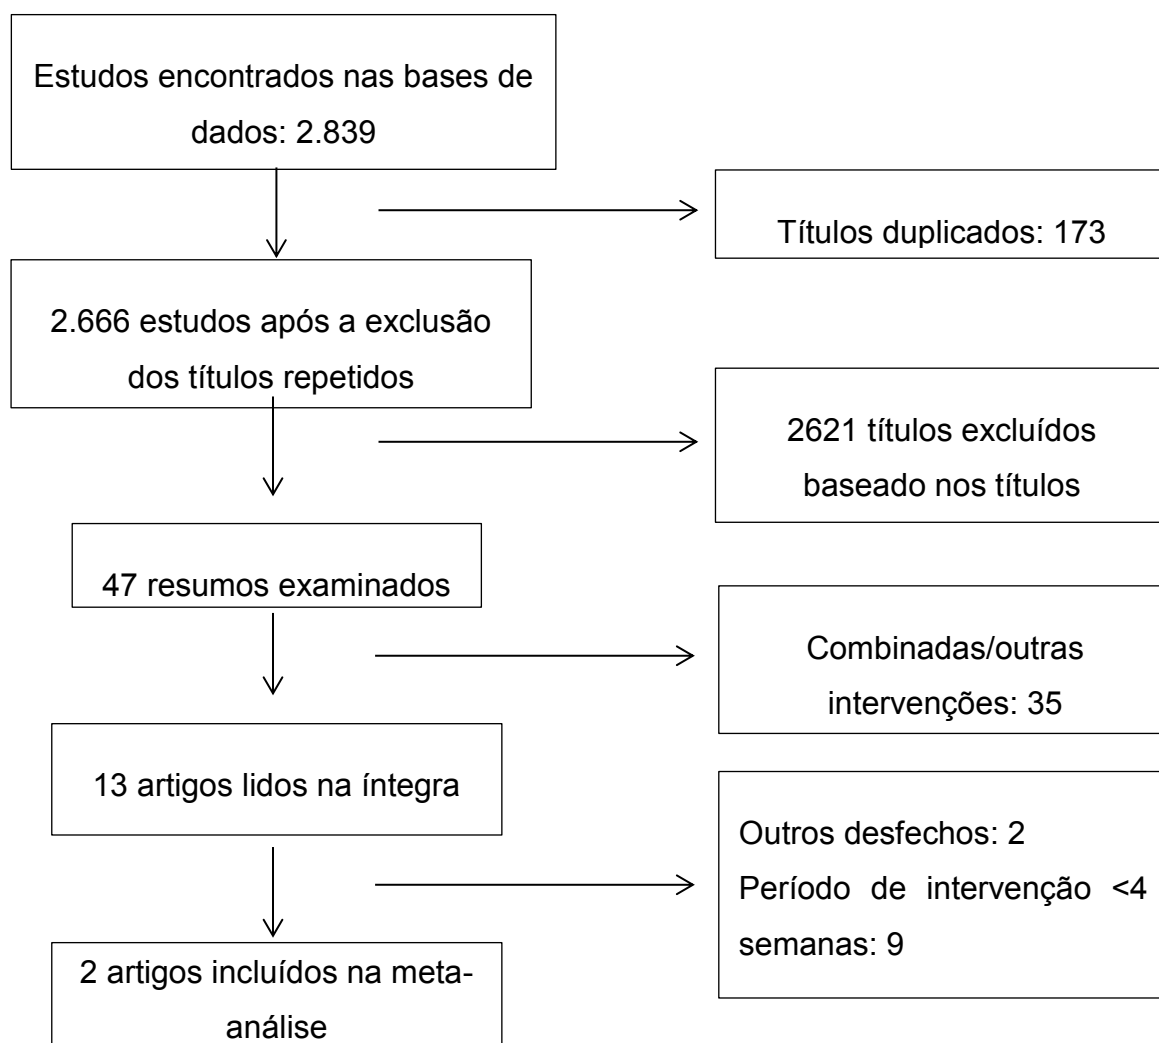 Estudos encontrados nas bases de
dados: 2.839
Títulos duplicados: 173
2.666 estudos após a exclusão
dos títulos repetidos
2621 títulos excluídos
baseado nos títulos
47 resumos examinados
Combinadas/outras
intervenções: 35
13 artigos lidos na íntegra
Outros desfechos: 2
Período de intervenção <4
semanas: 9
2 artigos incluídos na meta-
análise